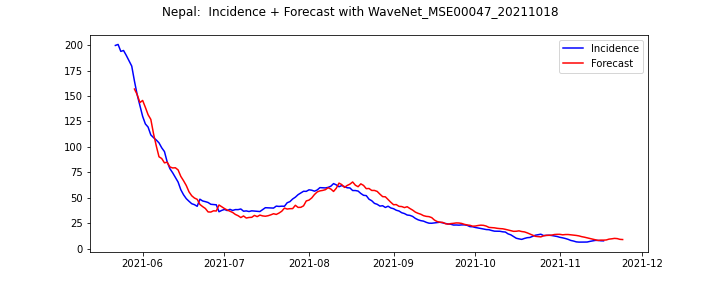 Nepal:  Incidence + Forecast with WaveNet_MSE00047_20211018
Incidence
Forecast
200
175
150
125
100
75
50
25
0
2021-06 2021-07 2021-08 2021-09 2021-10 2021-11 2021-12